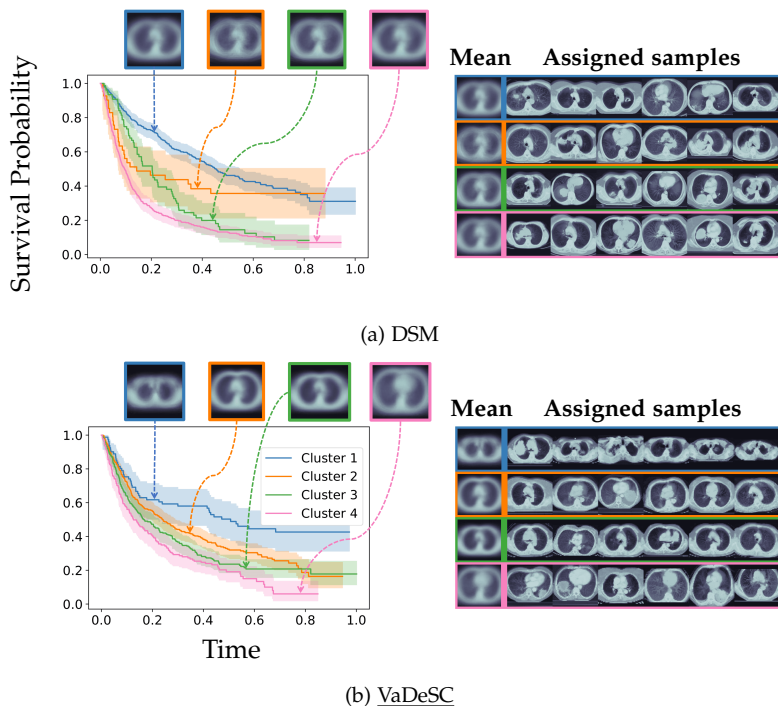 Mean Assigned samples
Survival Probability
1.0
0.8
0.6
0.4
0.2
0.0
0.0 0.2 0.4 0.6 0.8 1.0
(a) DSM
Mean Assigned samples
1.0
0.8
0.6
0.4
0.2
0.0
Cluster 1
Cluster 2
Cluster 3
Cluster 4
0.0 0.2 0.4 0.6 0.8 1.0
Time
(b) VaDeSC